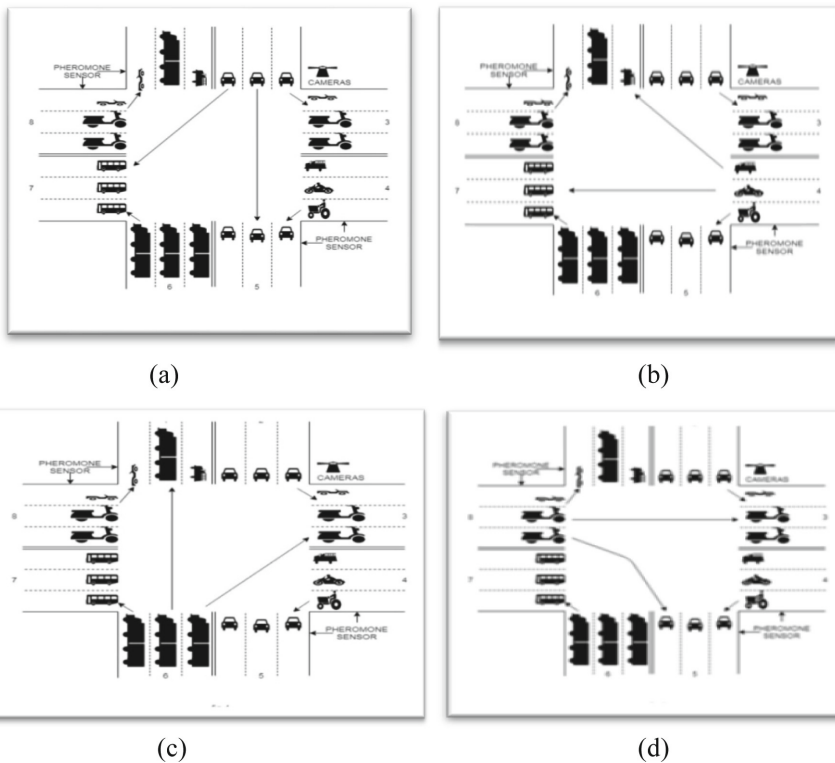 PHEROMONE
SENSOR
CAMERAS
8
3
7
4
PHEROMONE
SENSOR
6
5
(a)
PHEROMONE
SENSOR
CAMERAS
8
3
7
4
PHEROMONE
SENSOR
6
5
(b)
PHEROMONE
SENSOR
CAMERAS
8
3
7
4
PHEROMONE
SENSOR
6
5
(c)
PHEROMONE
SENSOR
CAMERAS
8
3
7
4
PHEROMONE
SENSOR
6
5
(d)